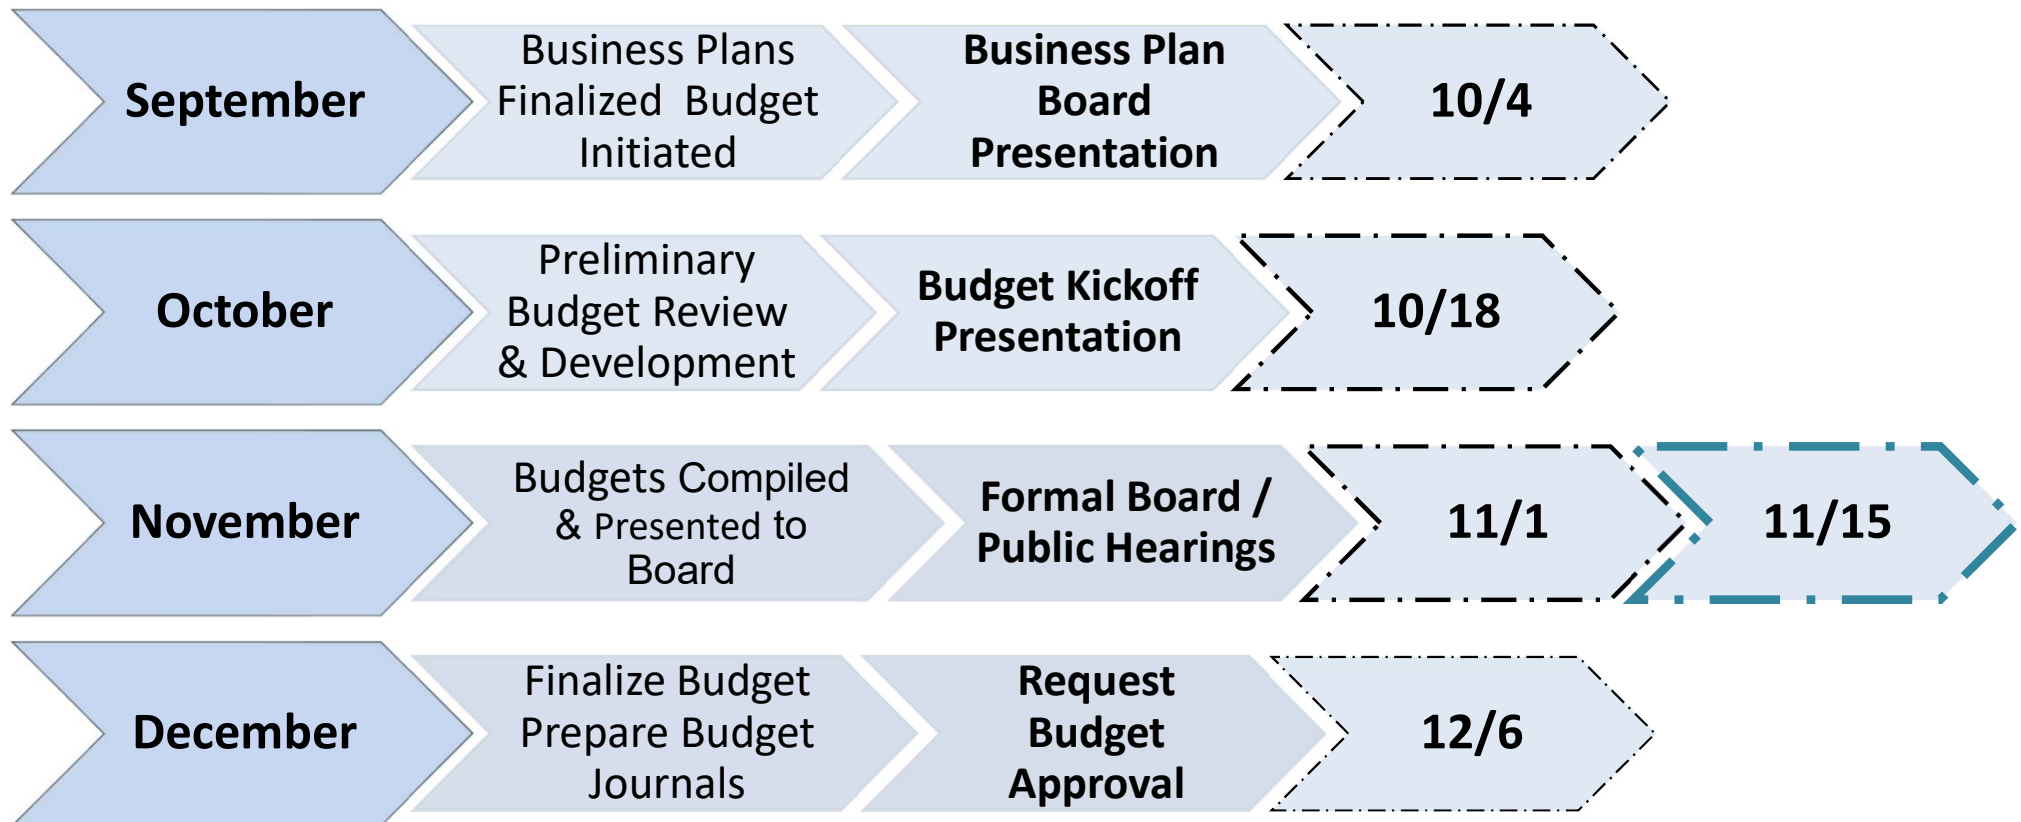 September
Business Plans
Finalized Budget
Initiated
Business Plan
Board
Presentation
10/4
October
Preliminary
Budget Review
& Development
Budget Kickoff
Presentation
10/18
November
Budgets Compiled
& Presented to
Board
Formal Board /
Public Hearings
11/1
11/15
December
Finalize Budget
Prepare Budget
Journals
Request
Budget
Approval
12/6